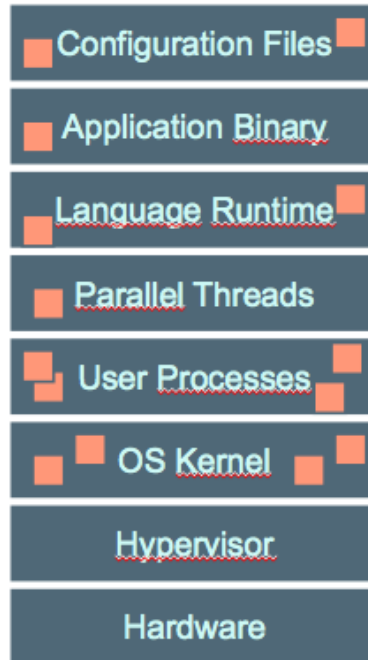 Configuration Files
Application Binary
Language Runtime
Parallel Threads
User Processes
OS Kernel
Hypervisor
Hardware